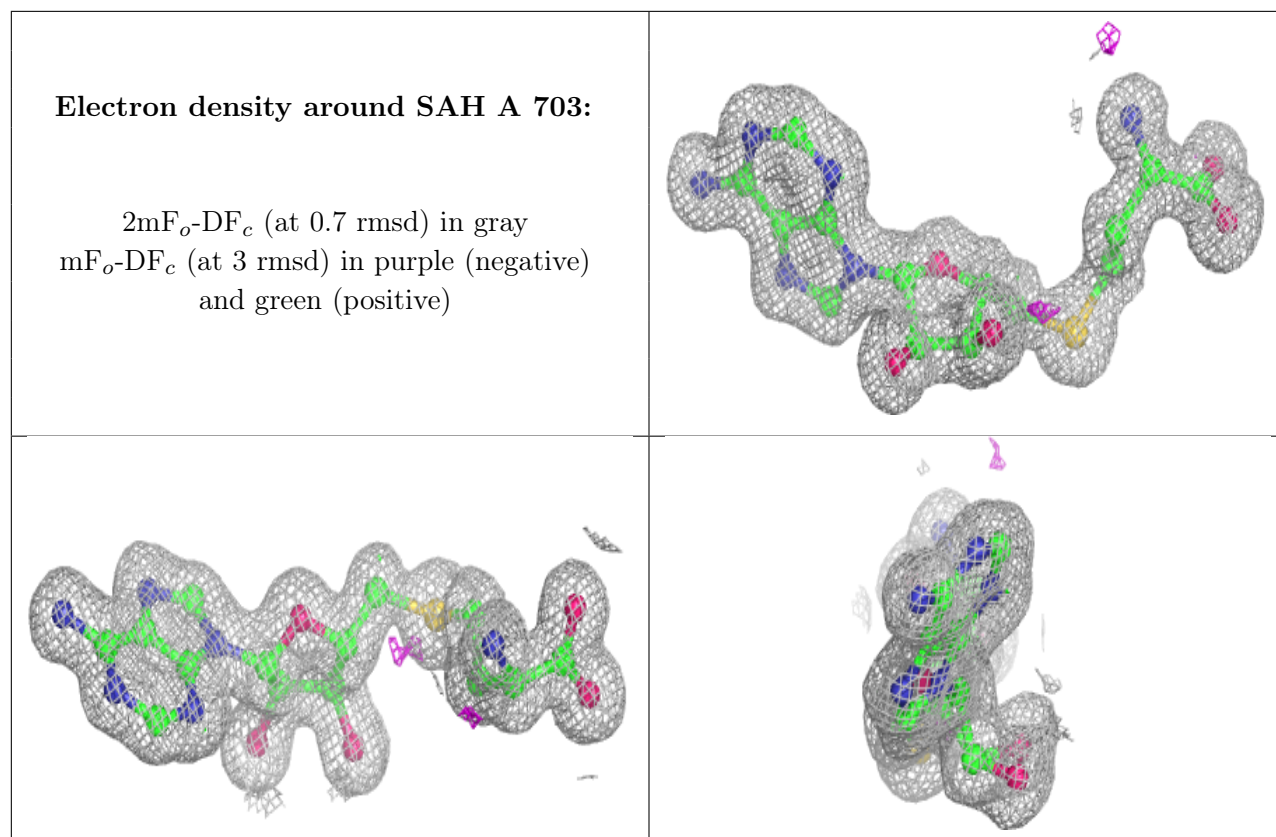 Electron density around SAH A 703:
2mFₒ-DF𝒸 (at 0.7 rmsd) in gray
mFₒ-DF𝒸 (at 3 rmsd) in purple (negative)
and green (positive)